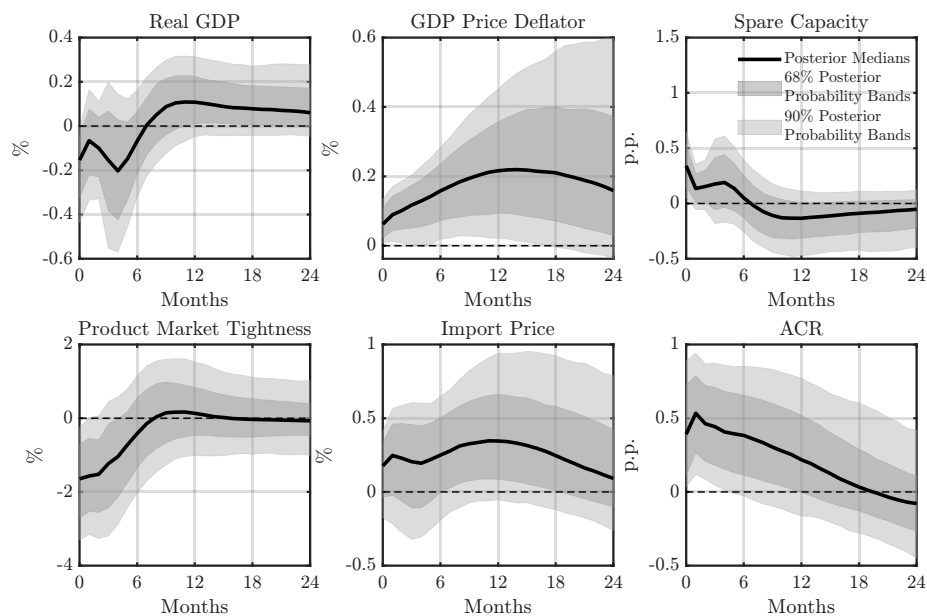 Real GDP
0.4
0.2
0
-0.2
-0.4
-0.6
%
0 6 12 18 24
Months
GDP Price Deflator
0.6
0.4
0.2
0
%
0 6 12 18 24
Months
Spare Capacity
1.5
1
0.5
0
-0.5
p.p.
Posterior Medians
68% Posterior
Probability Bands
90% Posterior
Probability Bands
0 6 12 18 24
Months
Product Market Tightness
2
0
-2
-4
%
0 6 12 18 24
Months
Import Price
1
0.5
0
-0.5
%
0 6 12 18 24
Months
ACR
1
0.5
0
-0.5
p.p.
0 6 12 18 24
Months